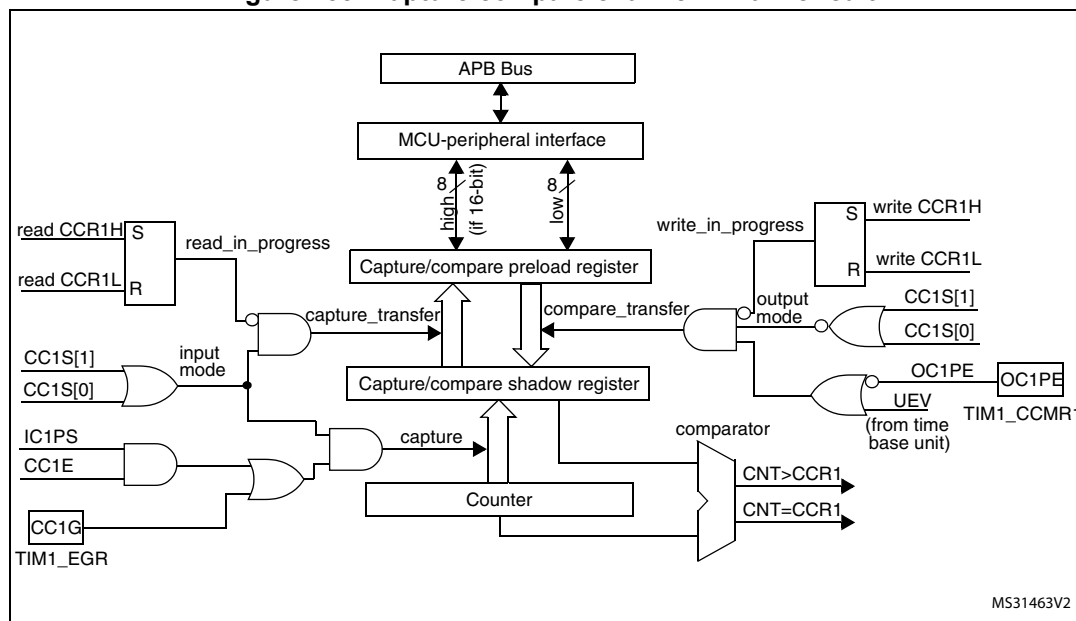 APB Bus
MCU-peripheral interface
8
high
(if 16-bit)
8
low
read CCR1H
S
read_in_progress
read CCR1L
R
write_in_progress
S
write CCR1H
R
write CCR1L
Capture/compare preload register
capture_transfer
compare_transfer
output
mode
CC1S[1]
CC1S[0]
CC1S[1]
CC1S[0]
input
mode
Capture/compare shadow register
OC1PE
OC1PE
UEV
TIM1_CCMR1
(from time
base unit)
IC1PS
CC1E
capture
comparator
CNT>CCR1
Counter
CNT=CCR1
CC1G
TIM1_EGR
MS31463V2